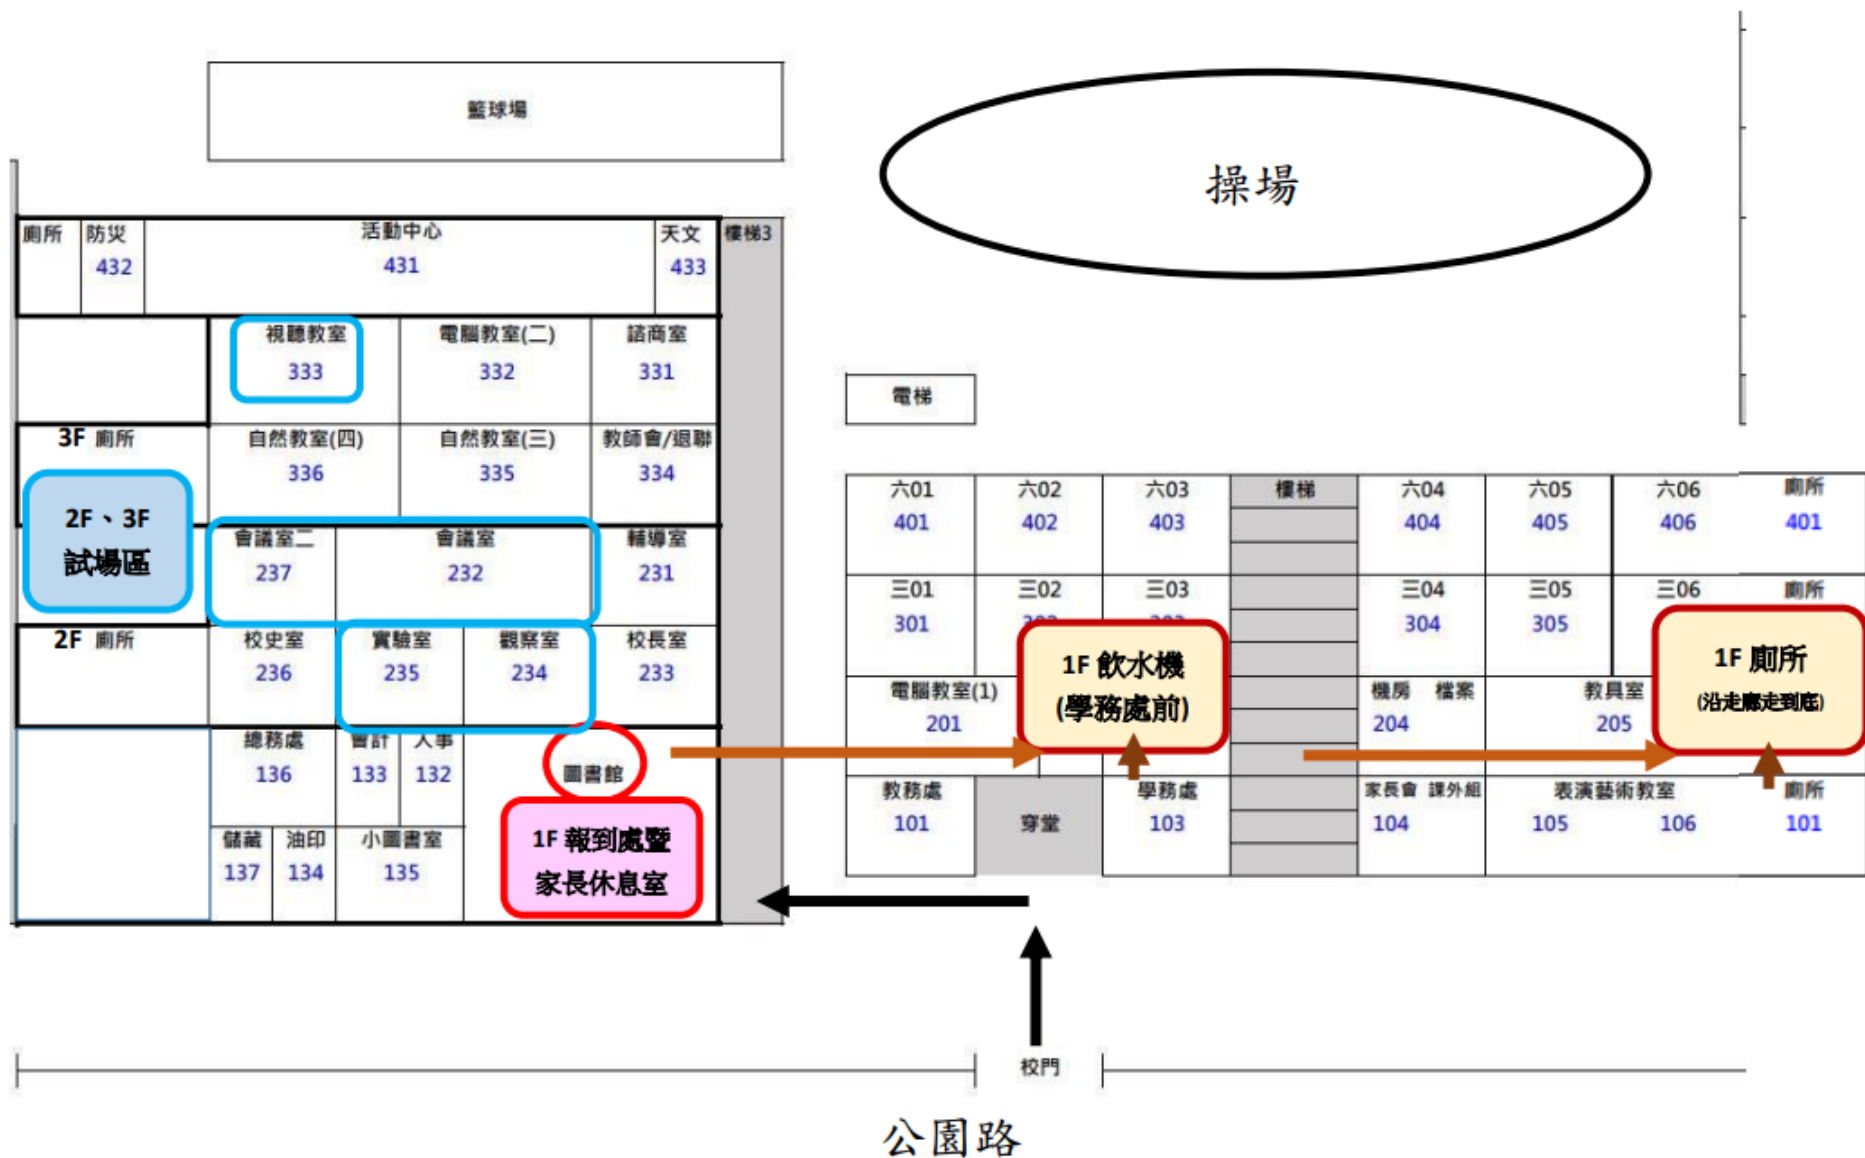 籃球場
操場
廁所 防災 活動中心 天文 樓梯3
432 431 433
視聽教室 電腦教室(二) 諮商室
333 332 331
電梯
3F 廁所 自然教室(四) 自然教室(三) 教師會/退聯
336 335 334
2F、3F
試場區
六01 六02 六03 樓梯 六04 六05 六06 廁所
401 402 403 404 405 406 401
會議室二 會議室 輔導室
237 232 231
三01 三02 三03 三04 三05 三06 廁所
301 304 305
2F 廁所 校史室 實驗室 觀察室 校長室
236 235 234 233
1F 飲水機
(學務處前)
1F 廁所
(沿走廊走到底)
電腦教室(1) 機房 檔案 教具室
201 204 205
總務處 會計 人事
136 133 132 圖書館
教務處 學務處 家長會 課外組 表演藝術教室 廁所
101 穿堂 103 104 105 106 101
儲藏 油印 小圖書室
137 134 135
1F 報到處暨
家長休息室
校門
公園路